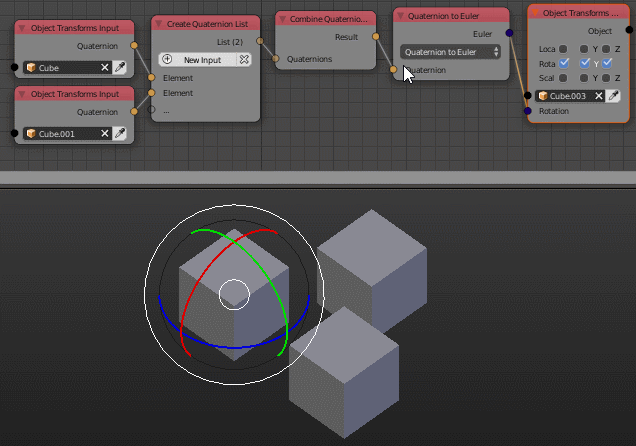 Object Transforms Input
Quaternion
Cube
Object Transforms Input
Quaternion
Cube.001
Create Quaternion List
List (2)
New Input
Element
Element
...
Combine Quaternio...
Result
Quaternions
Quaternion to Euler
Euler
Quaternion to Euler
Object Transforms ...
Object
Loca Y Z
Rota Y
Scal Y Z
Cube.003
Rotation